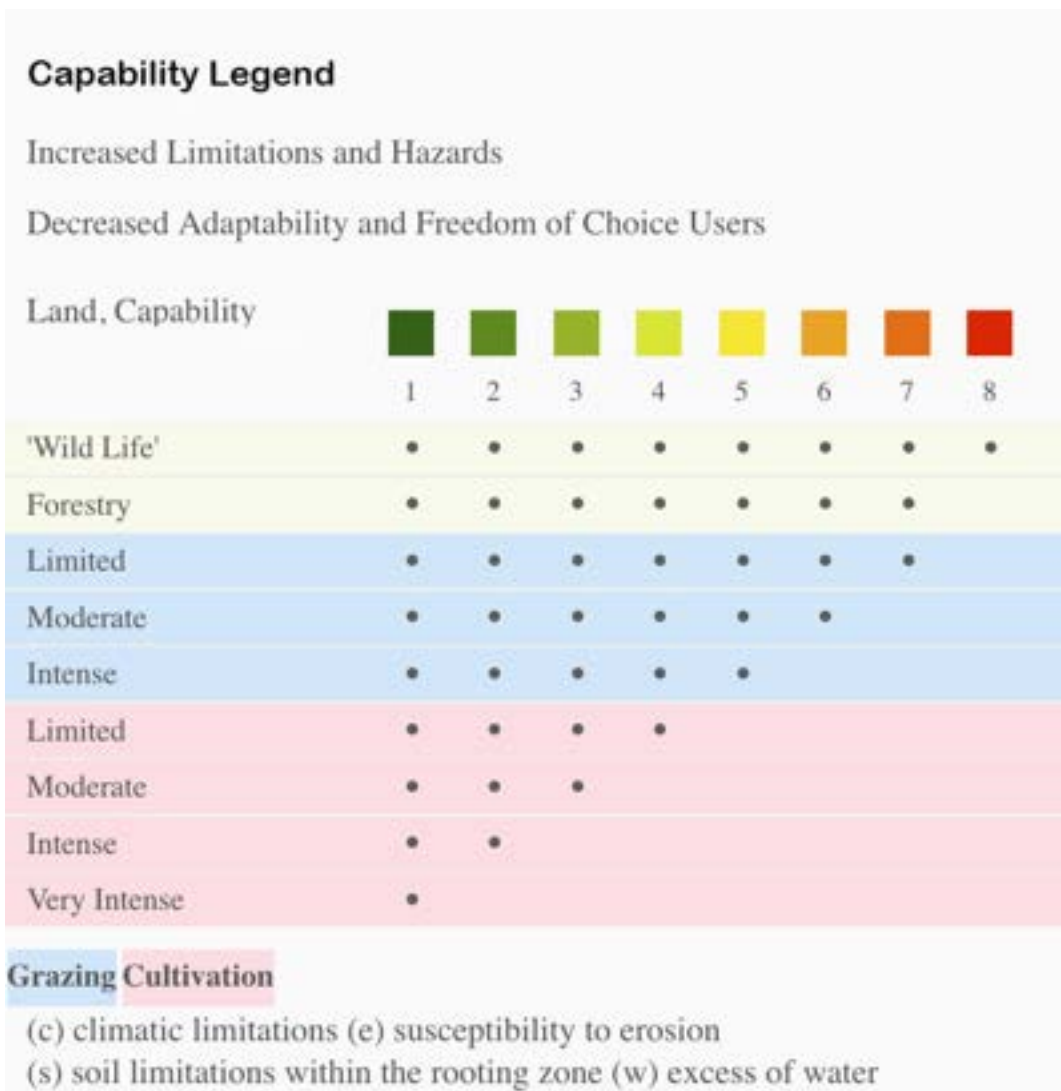 Capability Legend
Increased Limitations and Hazards
Decreased Adaptability and Freedom of Choice Users
Land, Capability
1 2 3 4 5 6 7 8
'Wild Life' • • • • • • • •
Forestry • • • • • • •
Limited • • • • • • •
Moderate • • • • • •
Intense • • • • •
Limited • • • •
Moderate • • •
Intense • •
Very Intense •
Grazing Cultivation
(c) climatic limitations (e) susceptibility to erosion
(s) soil limitations within the rooting zone (w) excess of water